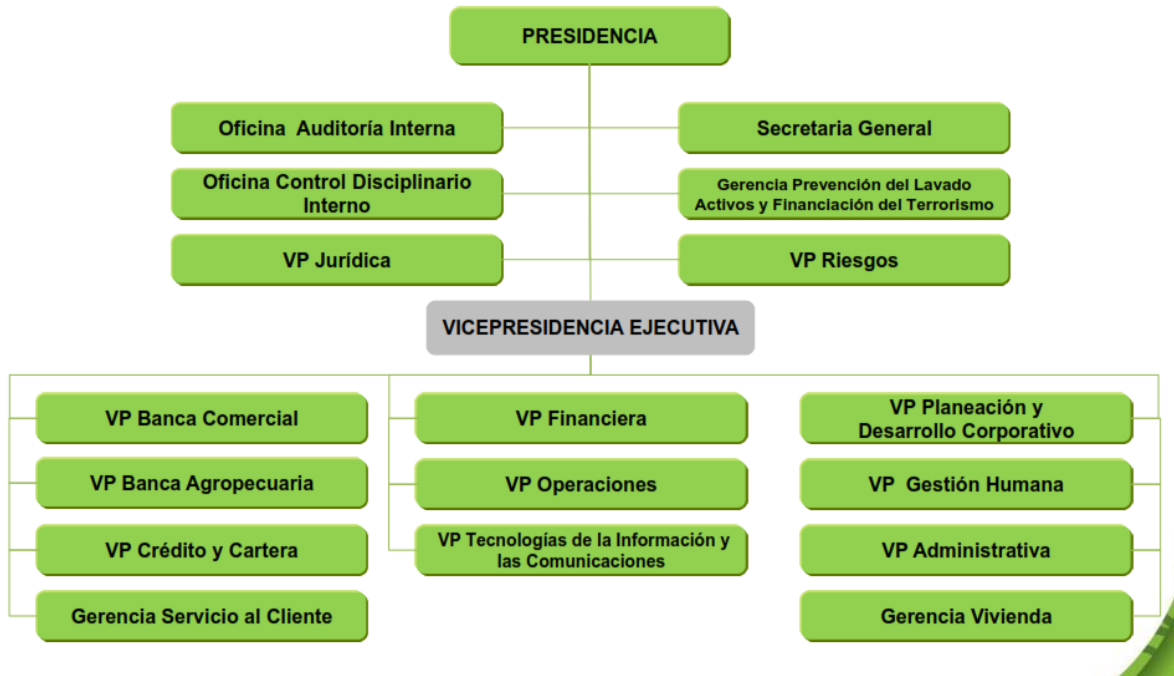 PRESIDENCIA
Oficina Auditoría Interna
Secretaria General
Oficina Control Disciplinario
Interno
Gerencia Prevención del Lavado
Activos y Financiación del Terrorismo
VP Jurídica
VP Riesgos
VICEPRESIDENCIA EJECUTIVA
VP Banca Comercial
VP Financiera
VP Planeación y
Desarrollo Corporativo
VP Banca Agropecuaria
VP Operaciones
VP Gestión Humana
VP Crédito y Cartera
VP Tecnologías de la Información y
las Comunicaciones
VP Administrativa
Gerencia Servicio al Cliente
Gerencia Vivienda